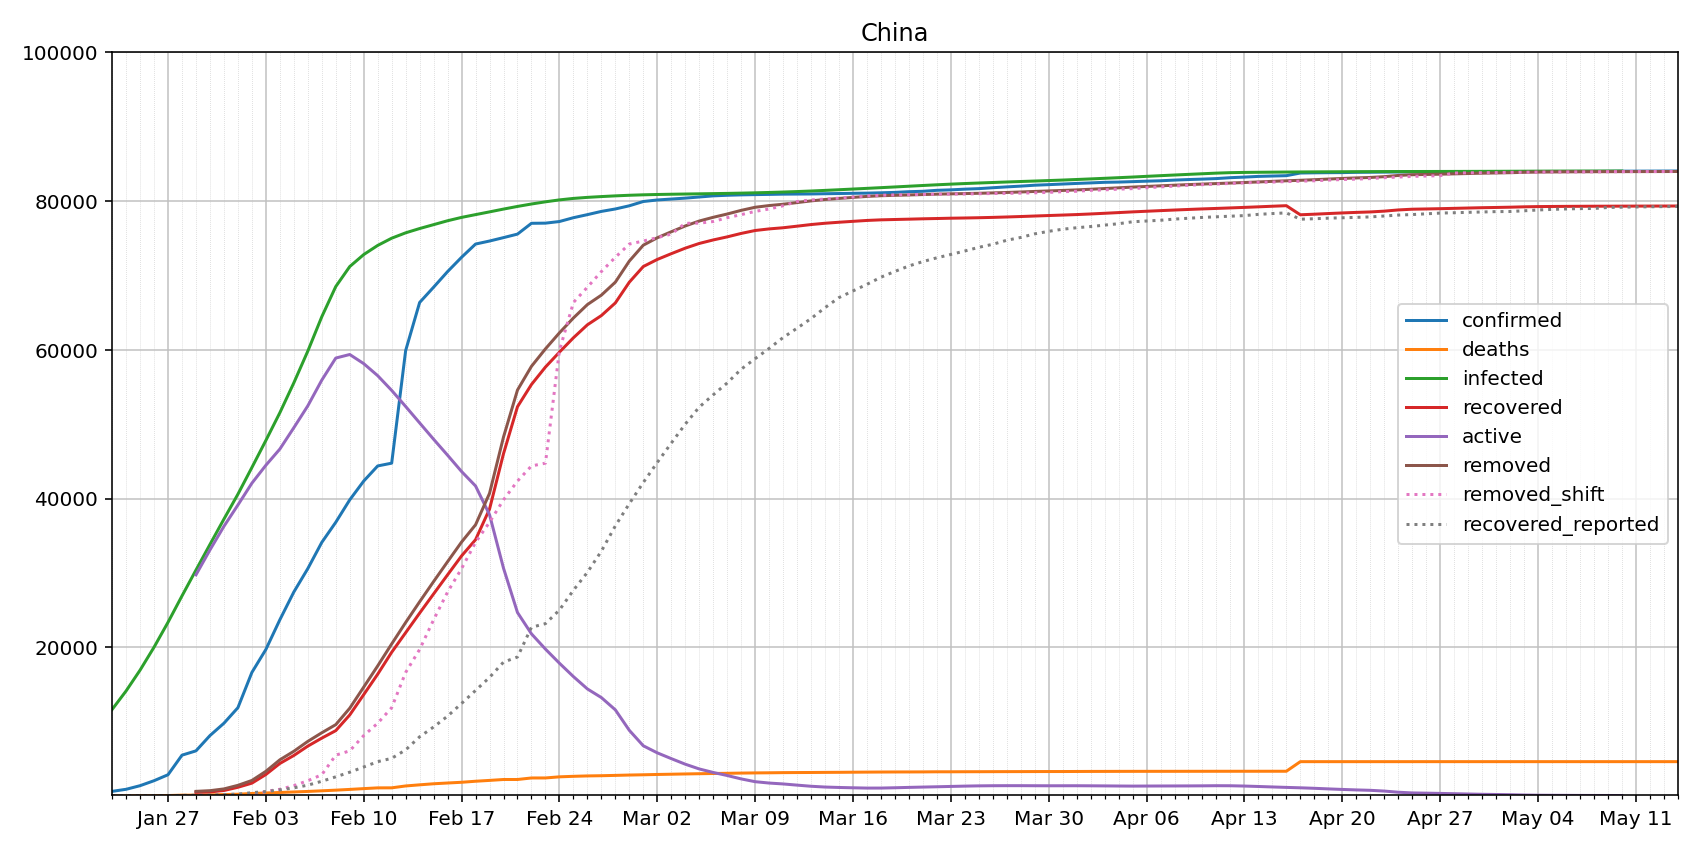 China
100000
80000
60000
40000
20000
Jan 27 Feb 03 Feb 10 Feb 17 Feb 24 Mar 02 Mar 09 Mar 16 Mar 23 Mar 30 Apr 06 Apr 13 Apr 20 Apr 27 May 04 May 11
confirmed
deaths
infected
recovered
active
removed
removed_shift
recovered_reported